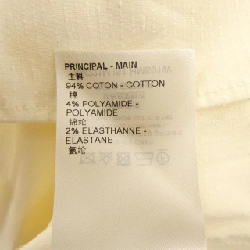 PRINCIPAL - MAIN
主料
94% COTON - COTTON
棉
4% POLYAMIDE -
POLYAMIDE
锦纶
2% ELASTHANNE -
ELASTANE
氨纶